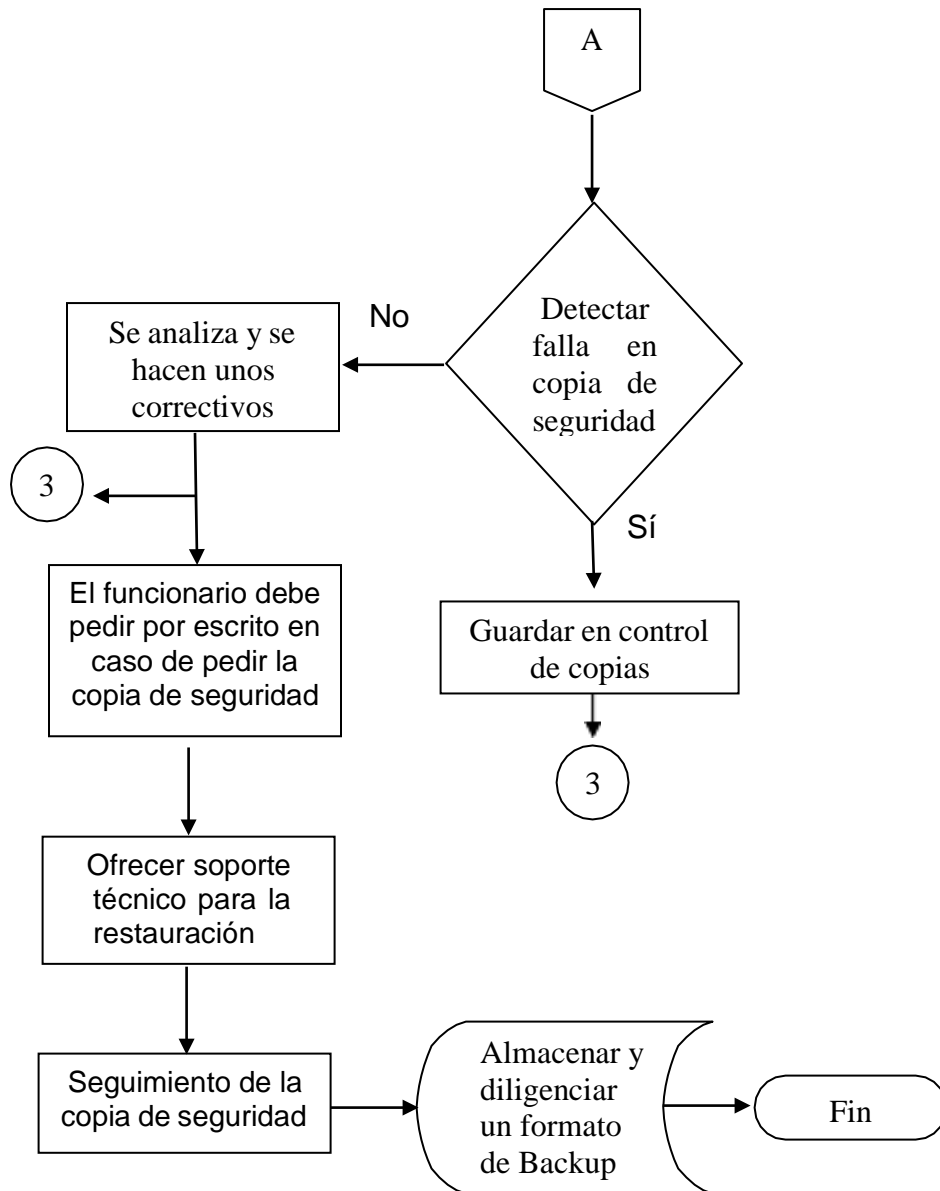 A
Detectar
falla en
copia de
seguridad
No
Se analiza y se
hacen unos
correctivos
3
Sí
El funcionario debe
pedir por escrito en
caso de pedir la
copia de seguridad
Guardar en control
de copias
3
Ofrecer soporte
técnico para la
restauración
Seguimiento de la
copia de seguridad
Almacenar y
diligenciar
un formato
de Backup
Fin